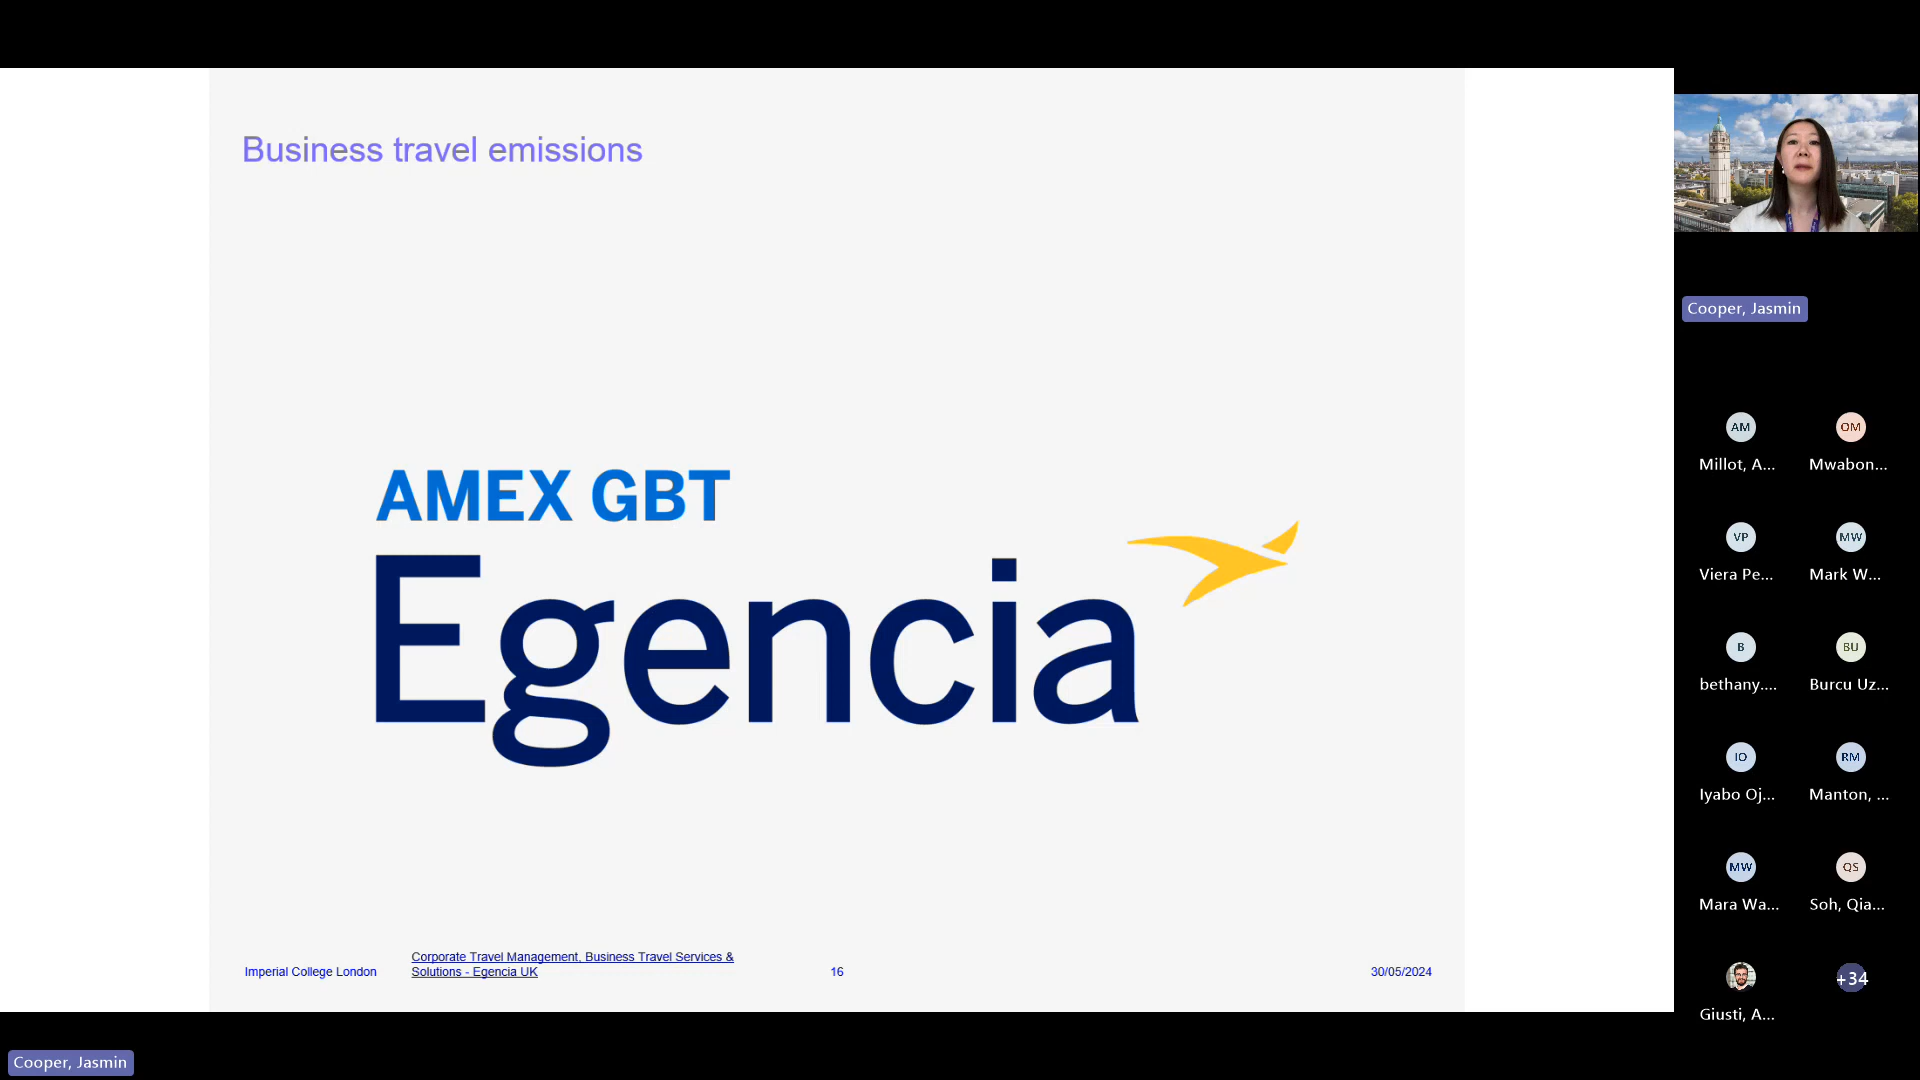 Business travel emissions
AMEX GBT
Egencia
Imperial College London
Corporate Travel Management, Business Travel Services &
Solutions - Egencia UK
16
30/05/2024
Cooper, Jasmin
AM
OM
Millot, A...
Mwabon...
VP
MW
Viera Pe...
Mark W...
B
BU
bethany....
Burcu Uz...
IO
RM
Iyabo Oj...
Manton, ...
MW
QS
Mara Wa...
Soh, Qia...
+34
Giusti, A...
Cooper, Jasmin